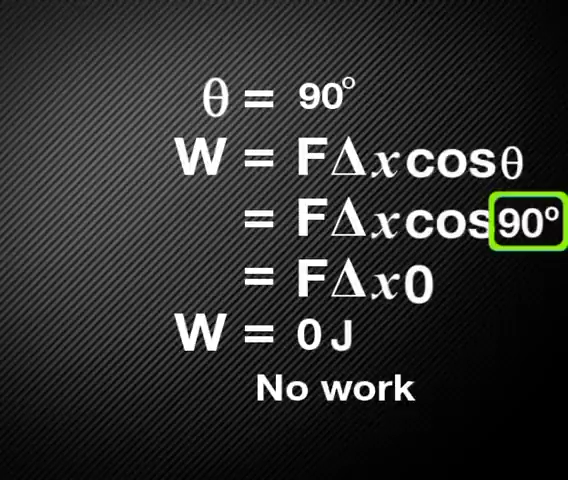 θ = 90°
W = FΔxcosθ
= FΔxcos90°
= FΔx0
W = 0 J
No work